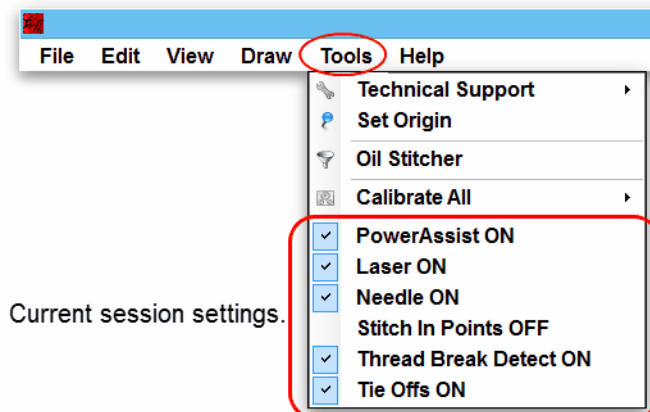 File Edit View Draw Tools Help
Technical Support
Set Origin
Oil Stitcher
Calibrate All
PowerAssist ON
Laser ON
Needle ON
Current session settings.
Stitch In Points OFF
Thread Break Detect ON
Tie Offs ON